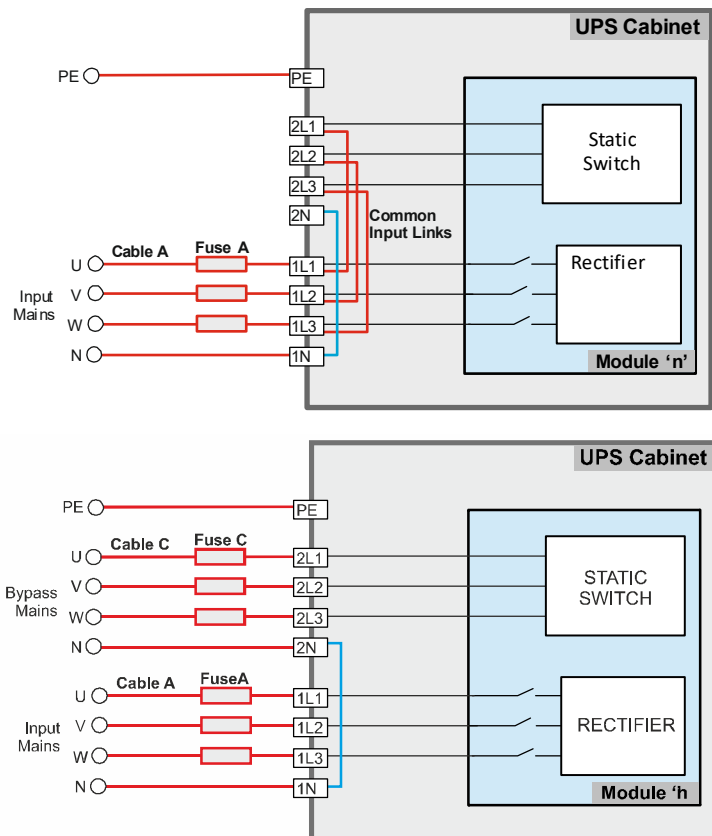 UPS Cabinet
PE
PE
2L1
Static
Switch
2L2
2L3
2N
Common
Input Links
Cable A
Fuse A
U
1L1
Rectifier
Input
Mains
V
1L2
W
1L3
N
1N
Module ‘n’
UPS Cabinet
PE
PE
Cable C
Fuse C
U
2L1
STATIC
SWITCH
Bypass
Mains
V
2L2
W
2L3
N
2N
Cable A
FuseA
U
1L1
Input
Mains
V
1L2
RECTIFIER
W
1L3
N
1N
Module ‘h